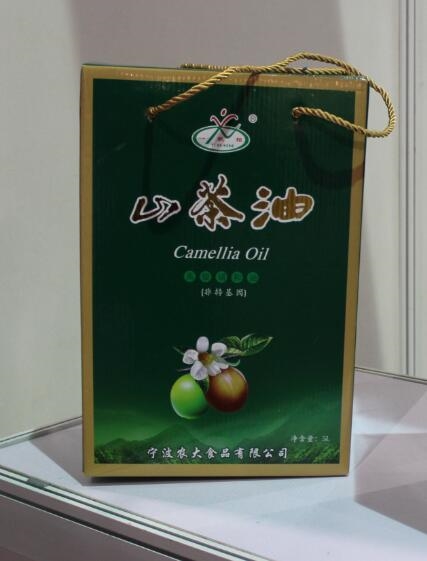 ®
山茶油
Camellia Oil
(非转基因)
净含量：5L
宁波农大食品有限公司